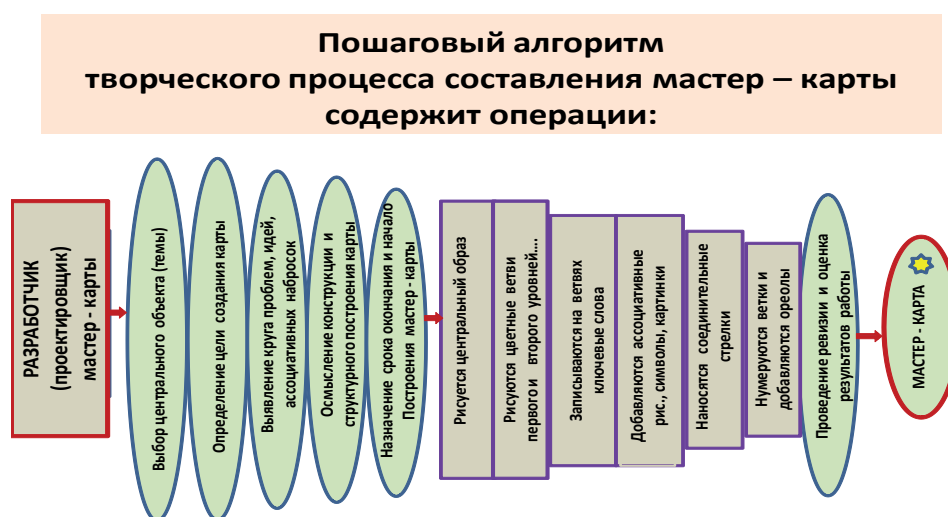 Пошаговый алгоритм
творческого процесса составления мастер – карты
содержит операции:
РАЗРАБОТЧИК
(проектировщик)
мастер - карты
Выбор центрального объекта (темы)
Определение цели создания карты
Выявление круга проблем, идей,
ассоциативных набросок
Осмысление конструкции и
структурного построения карты
Назначение срока окончания и начало
Построения мастер - карты
Рисуется центральный образ
Рисуются цветные ветви
первого и второго уровней....
Записываются на ветвях
ключевые слова
Добавляются ассоциативные
рис., символы, картинки
Наносятся соединительные
стрелки
Нумеруются ветки и
добавляются ореолы
Проведение ревизии и оценка
результатов работы
МАСТЕР - КАРТА